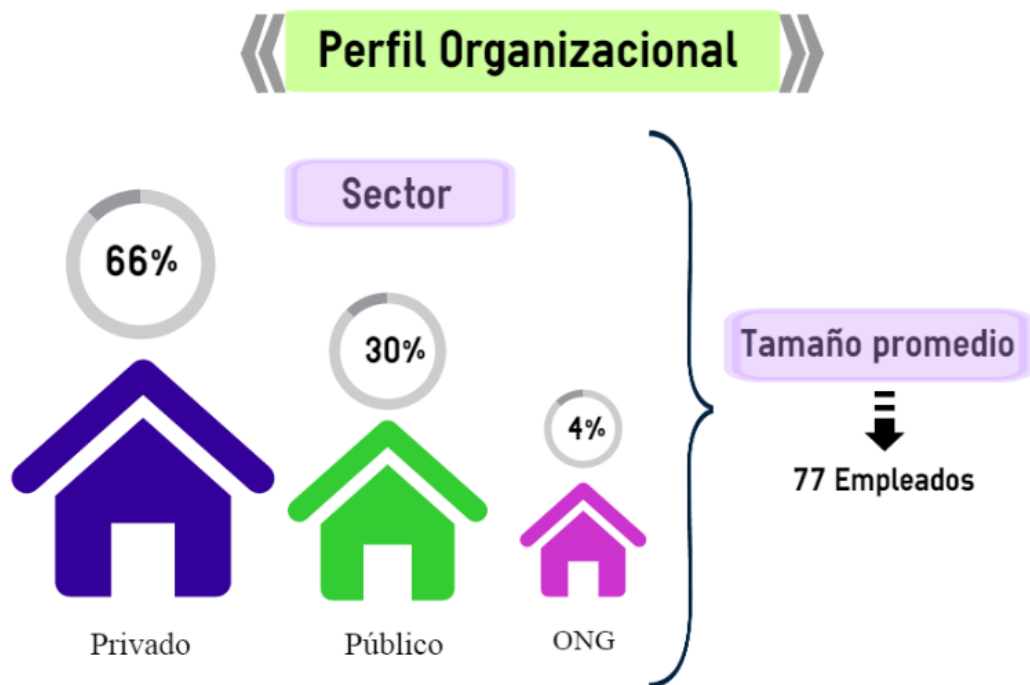 Perfil Organizacional
Sector
66%
30%
4%
Privado
Público
ONG
Tamaño promedio
77 Empleados